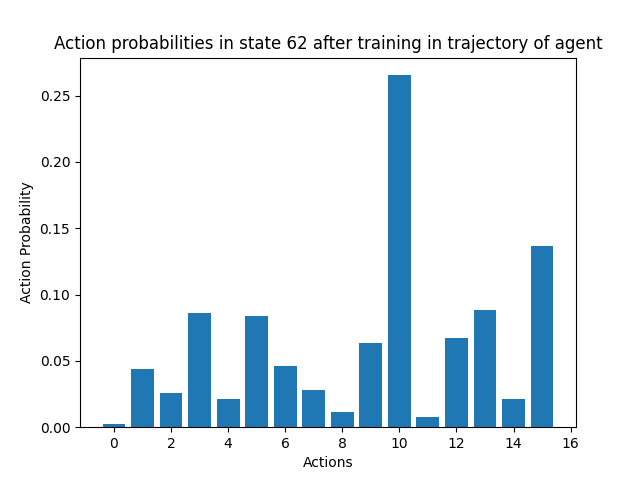 Action probabilities in state 62 after training in trajectory of agent
Action Probability
0.25
0.20
0.15
0.10
0.05
0.00
0 2 4 6 8 10 12 14 16
Actions